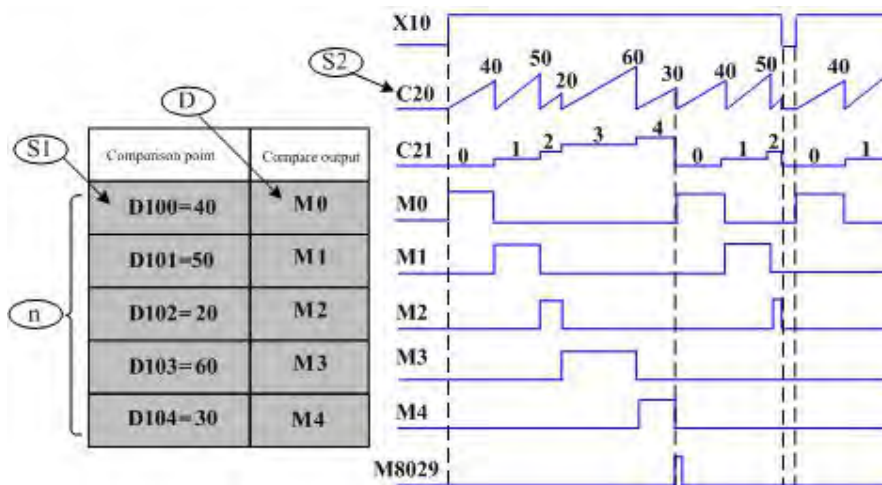 X10
S2
C20
40
50
20
60
30
40
50
40
D
S1
C21
0
1
2
3
4
0
1
2
0
1
Comparison point
Compace output
D100=40
M0
D101=50
M1
D102=20
M2
D103=60
M3
D104=30
M4
n
M0
M1
M2
M3
M4
M8029